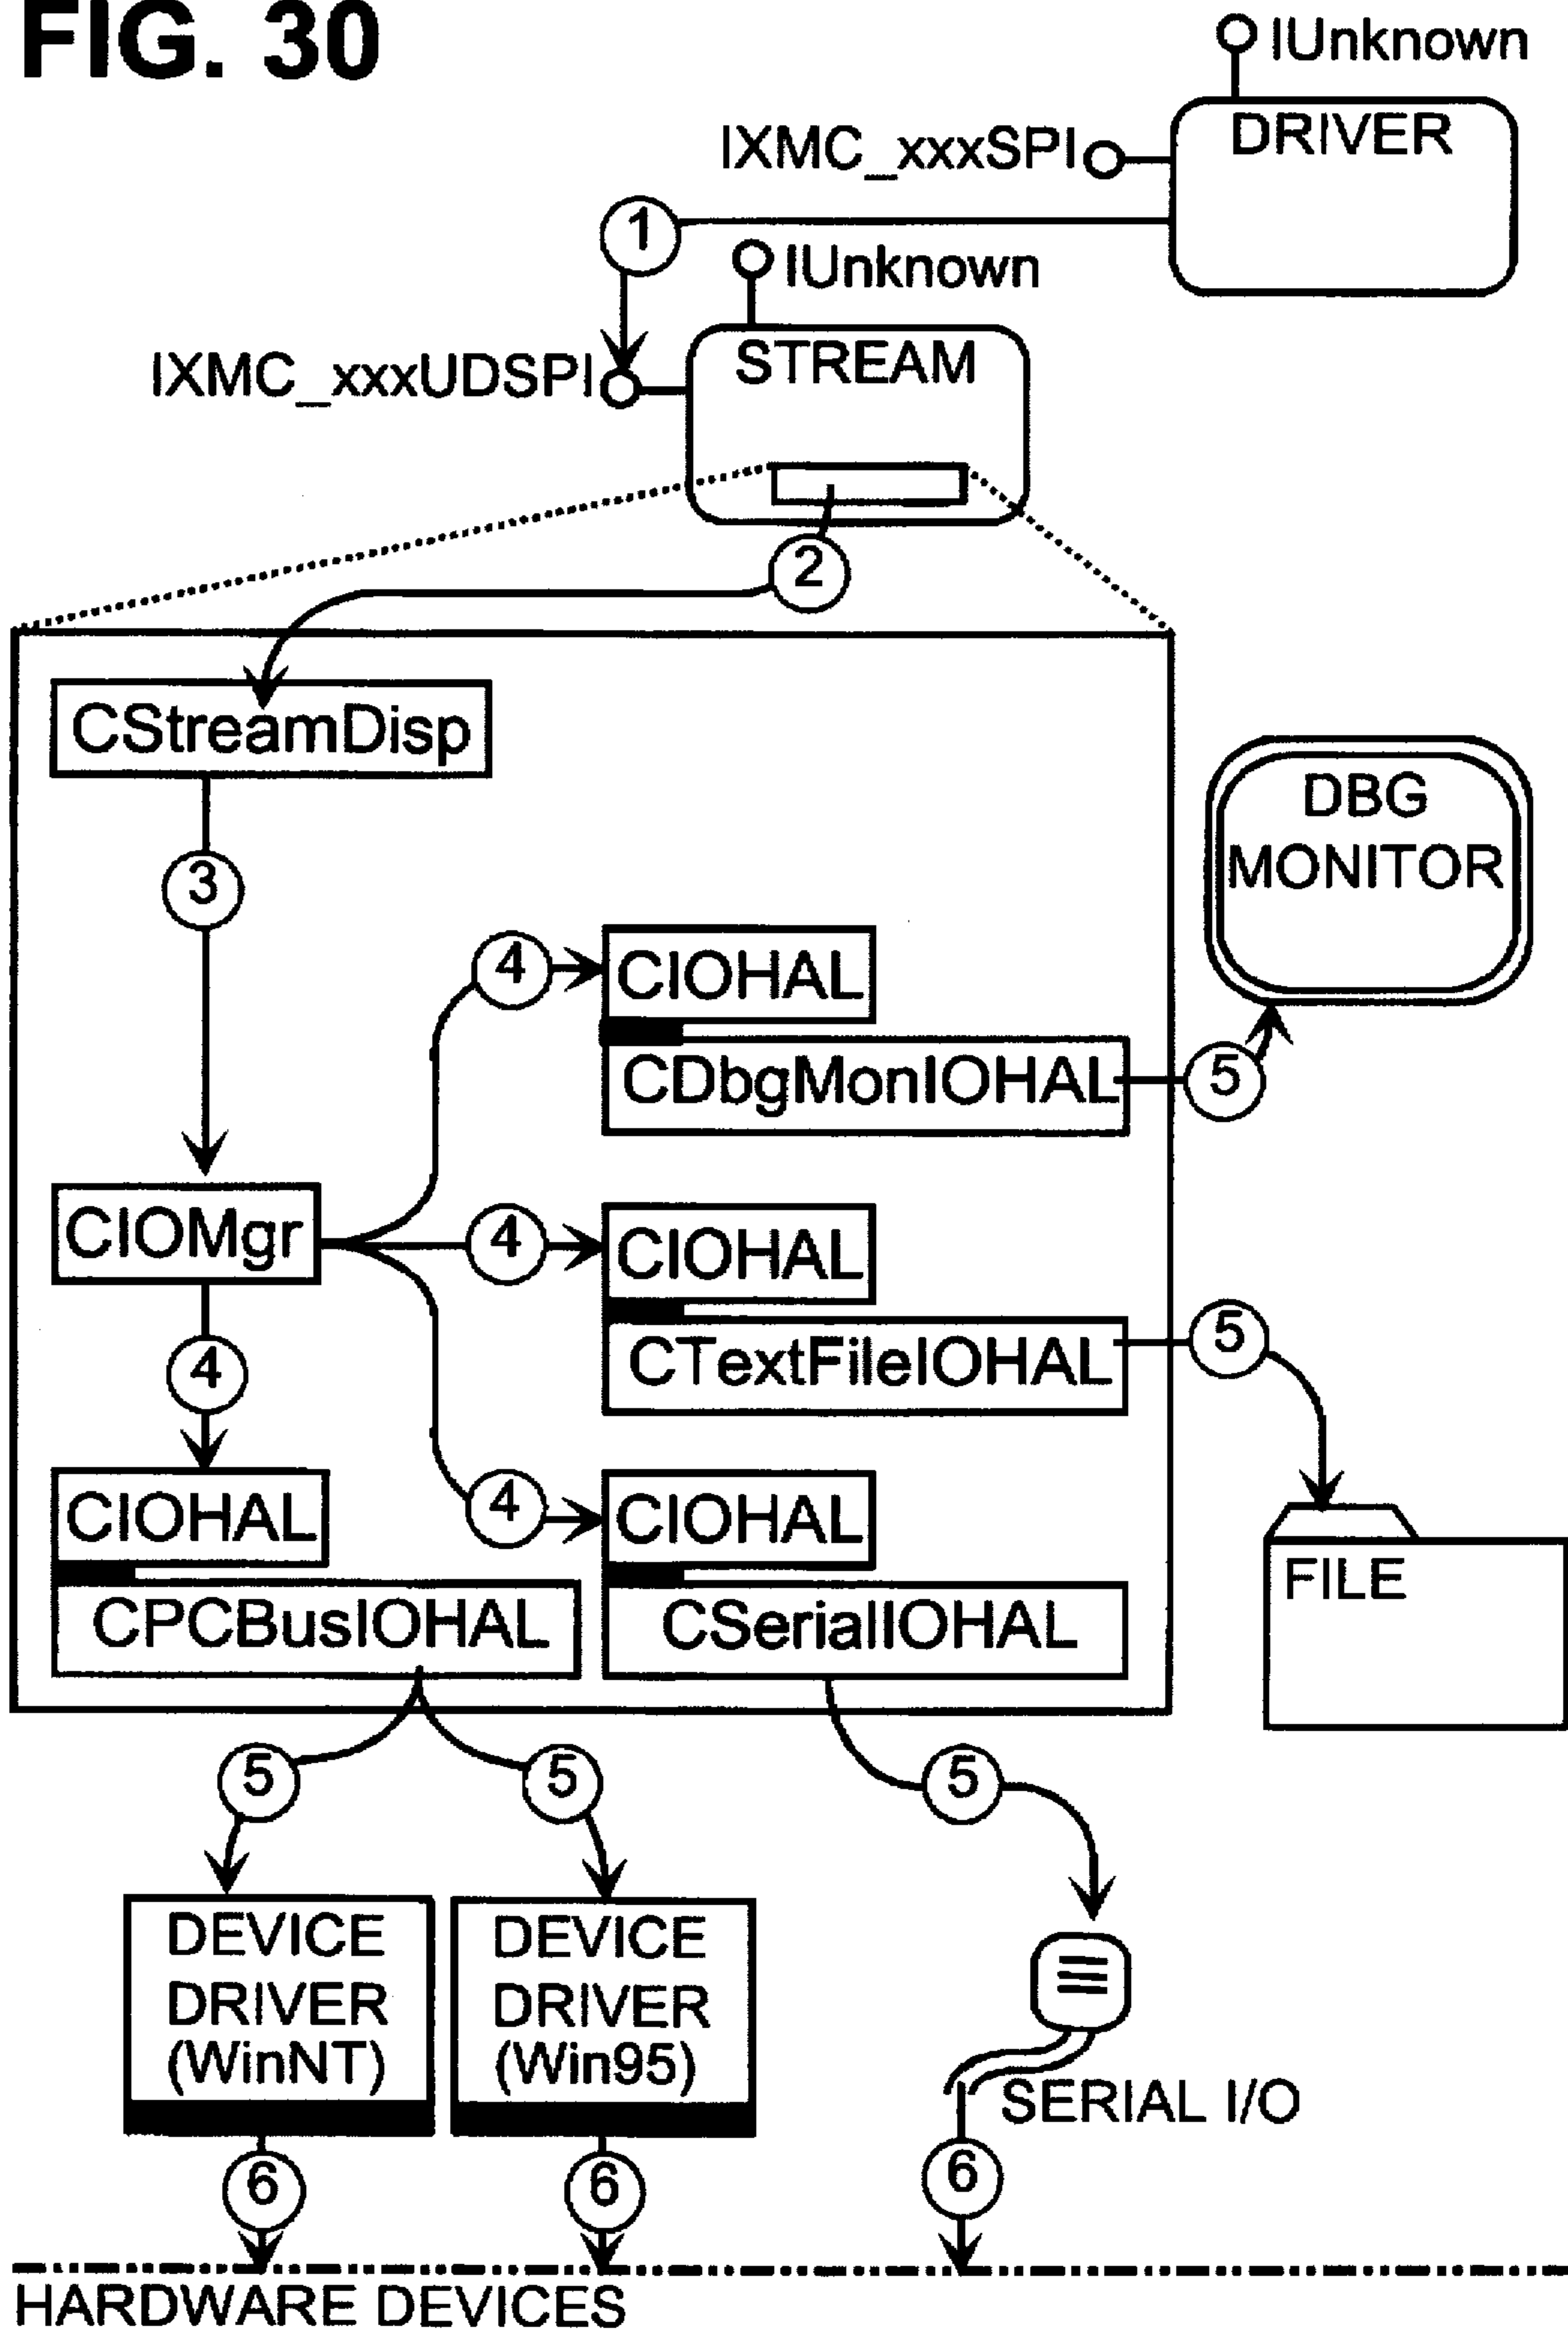 FIG. 30
IUnknown
DRIVER
IXMC_xxxSPI
1
IUnknown
IXMC_xxxUDSPI
STREAM
2
CStreamDisp
DBG
MONITOR
3
4
CIOHAL
CDbgMonIOHAL
5
CIOMgr
4
CIOHAL
CTextFileIOHAL
5
4
CIOHAL
4
CIOHAL
FILE
CPCBusIOHAL
CSerialIOHAL
5
5
5
DEVICE
DRIVER
(WinNT)
DEVICE
DRIVER
(Win95)
SERIAL I/O
6
6
6
HARDWARE DEVICES